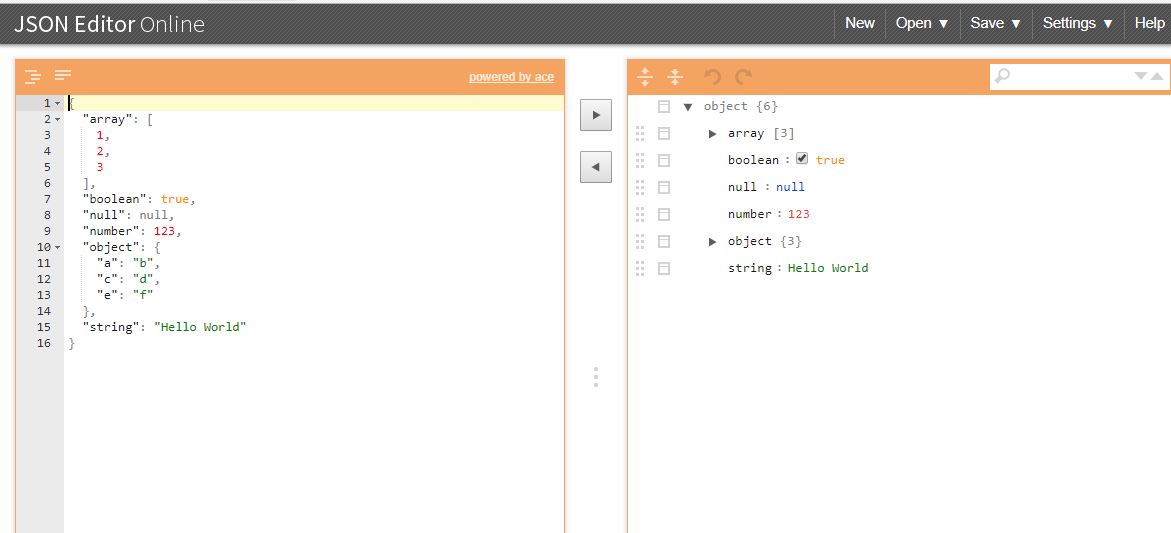 JSON Editor Online
New Open ▼ Save ▼ Settings ▼ Help
powered by ace
1 {
2 "array": [
3 1,
4 2,
5 3
6 ],
7 "boolean": true,
8 "null": null,
9 "number": 123,
10 "object": {
11 "a": "b",
12 "c": "d",
13 "e": "f"
14 },
15 "string": "Hello World"
16 }
object {6}
array [3]
boolean : true
null : null
number : 123
object {3}
string : Hello World